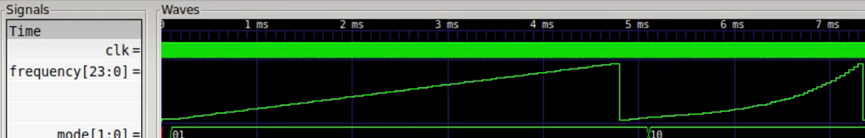 Signals
Waves
Time
0 1 ms 2 ms 3 ms 4 ms 5 ms 6 ms 7 ms
clk =
frequency[23:0] =
mode[1:0] =
01 10